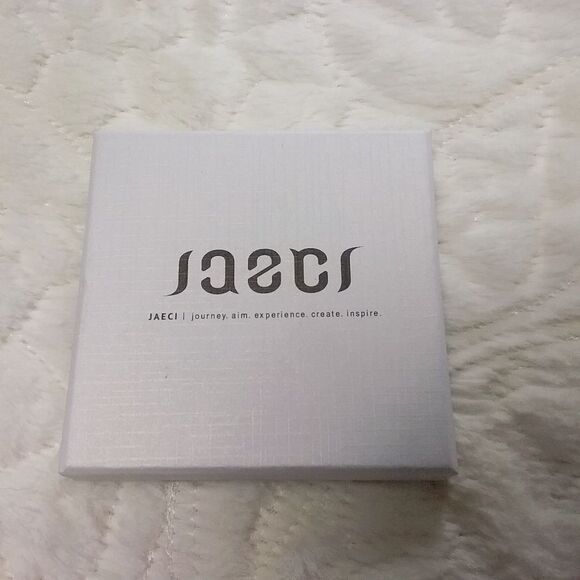 jaeci
JAECI | journey. aim. experience. create. inspire.